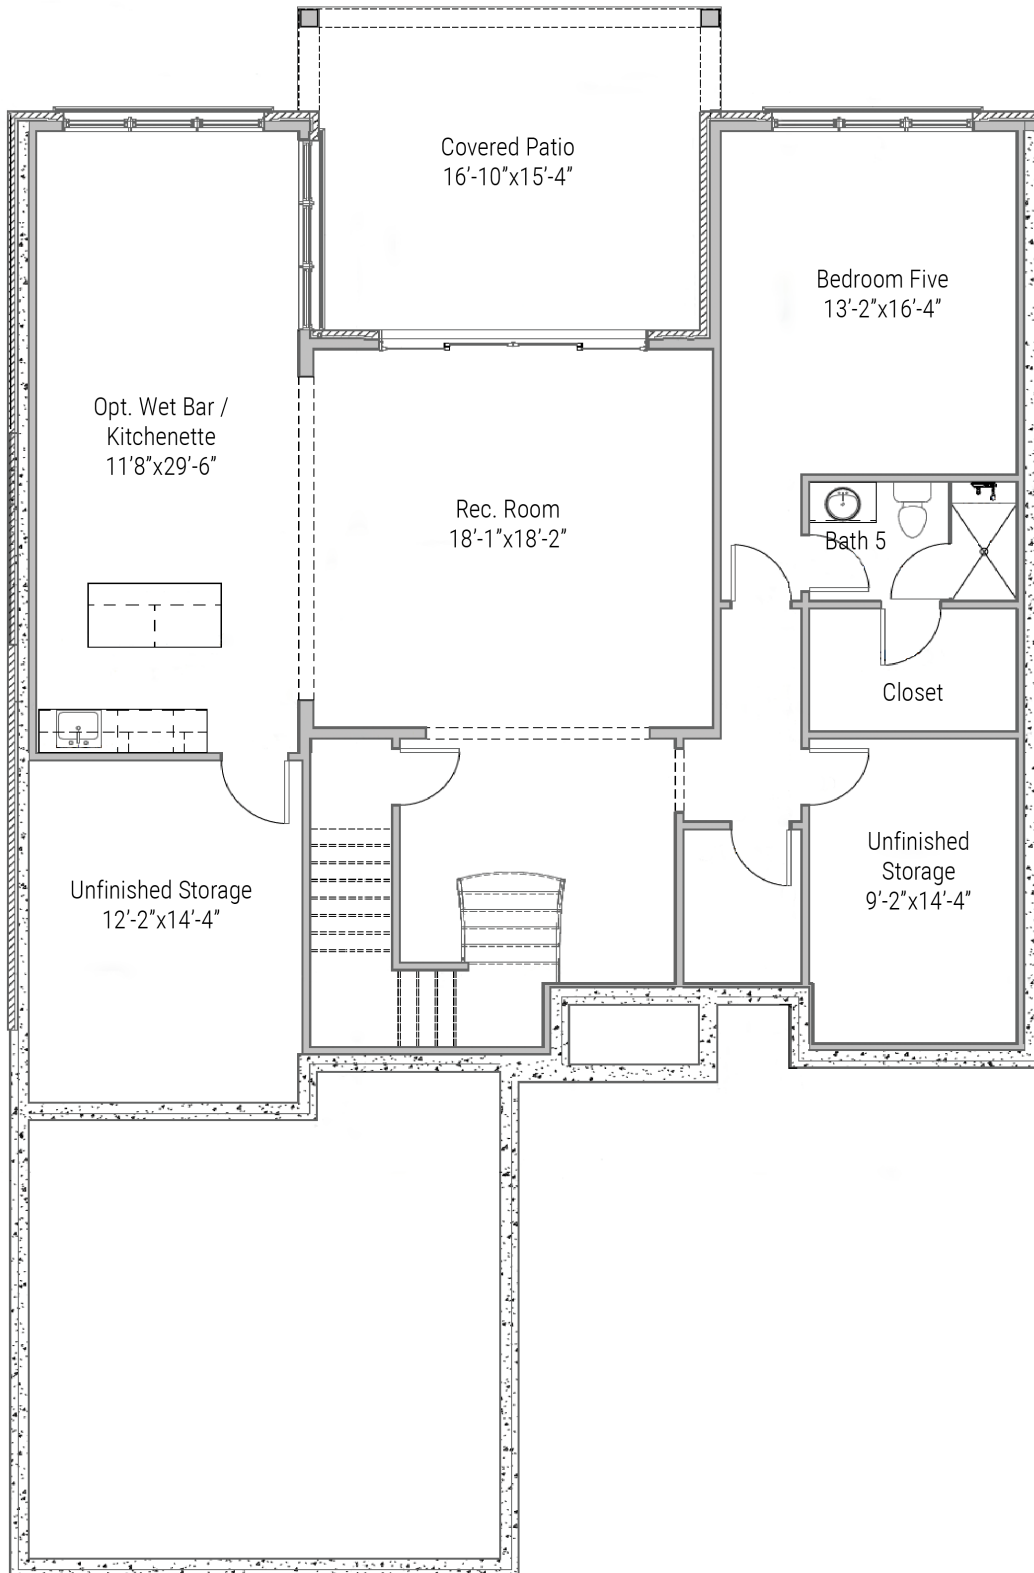 Covered Patio
16'-10"x15'-4"
Bedroom Five
13'-2"x16'-4"
Opt. Wet Bar /
Kitchenette
11'8"x29'-6"
Rec. Room
18'-1"x18'-2"
Bath 5
Closet
Unfinished Storage
12'-2"x14'-4"
Unfinished
Storage
9'-2"x14'-4"